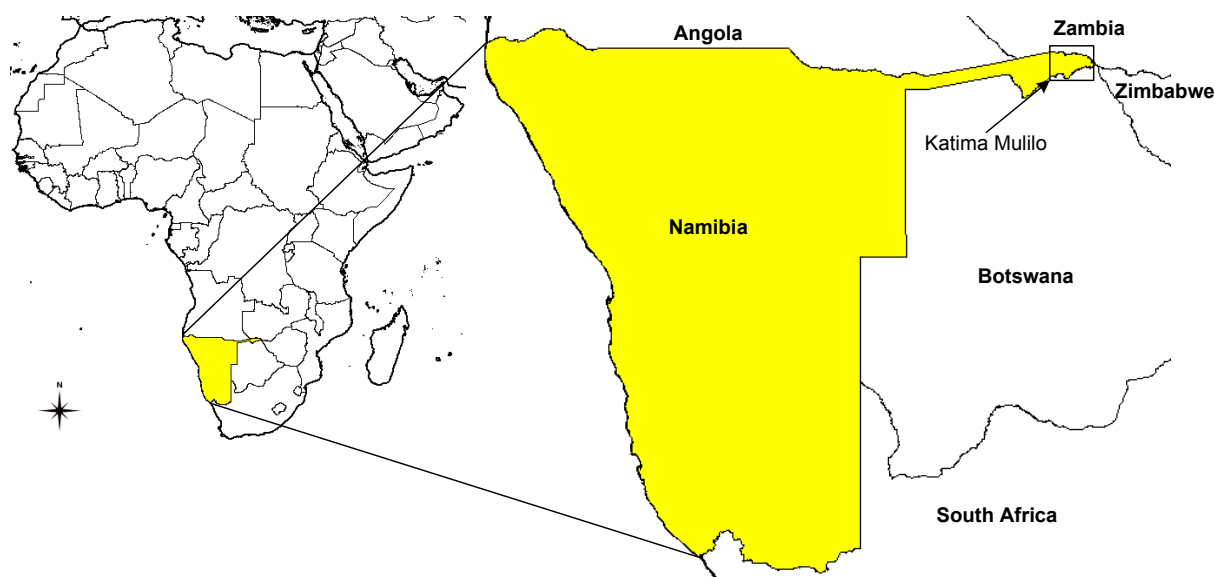 Angola
Zambia
Zimbabwe
Katima Mulilo
Namibia
Botswana
N
South Africa